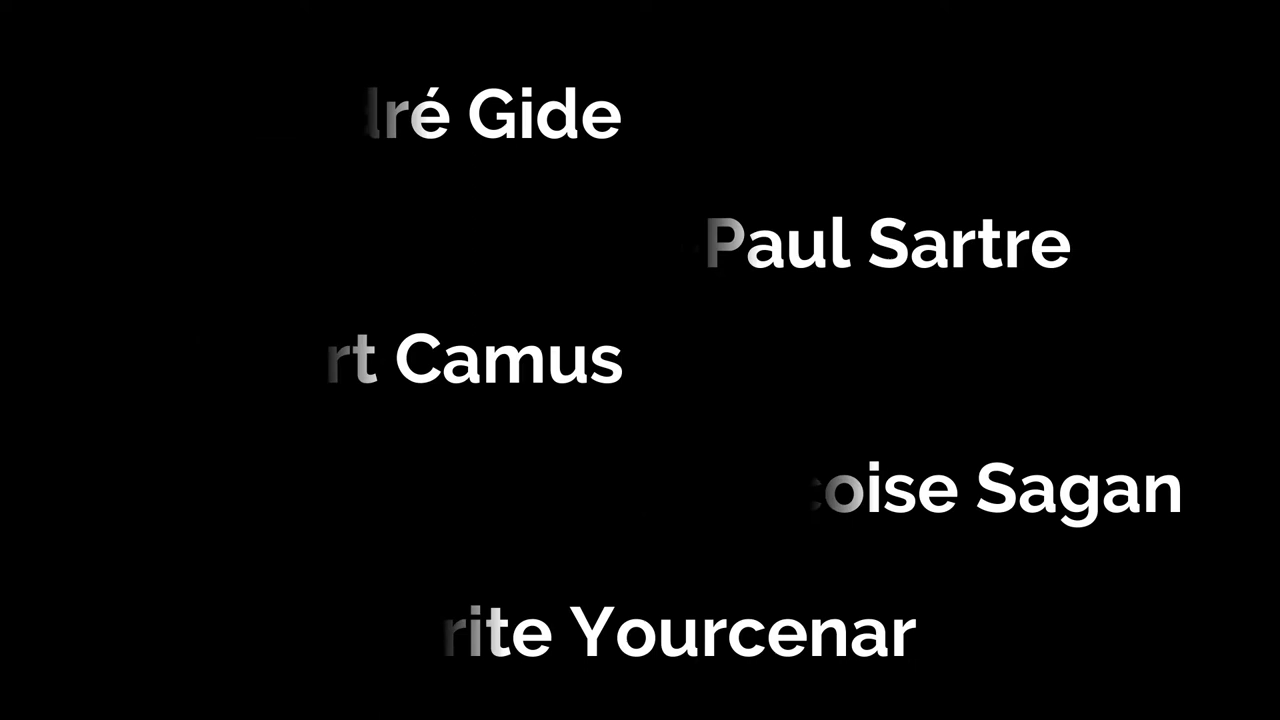 dré Gide
Paul Sartre
rt Camus
çoise Sagan
rite Yourcenar